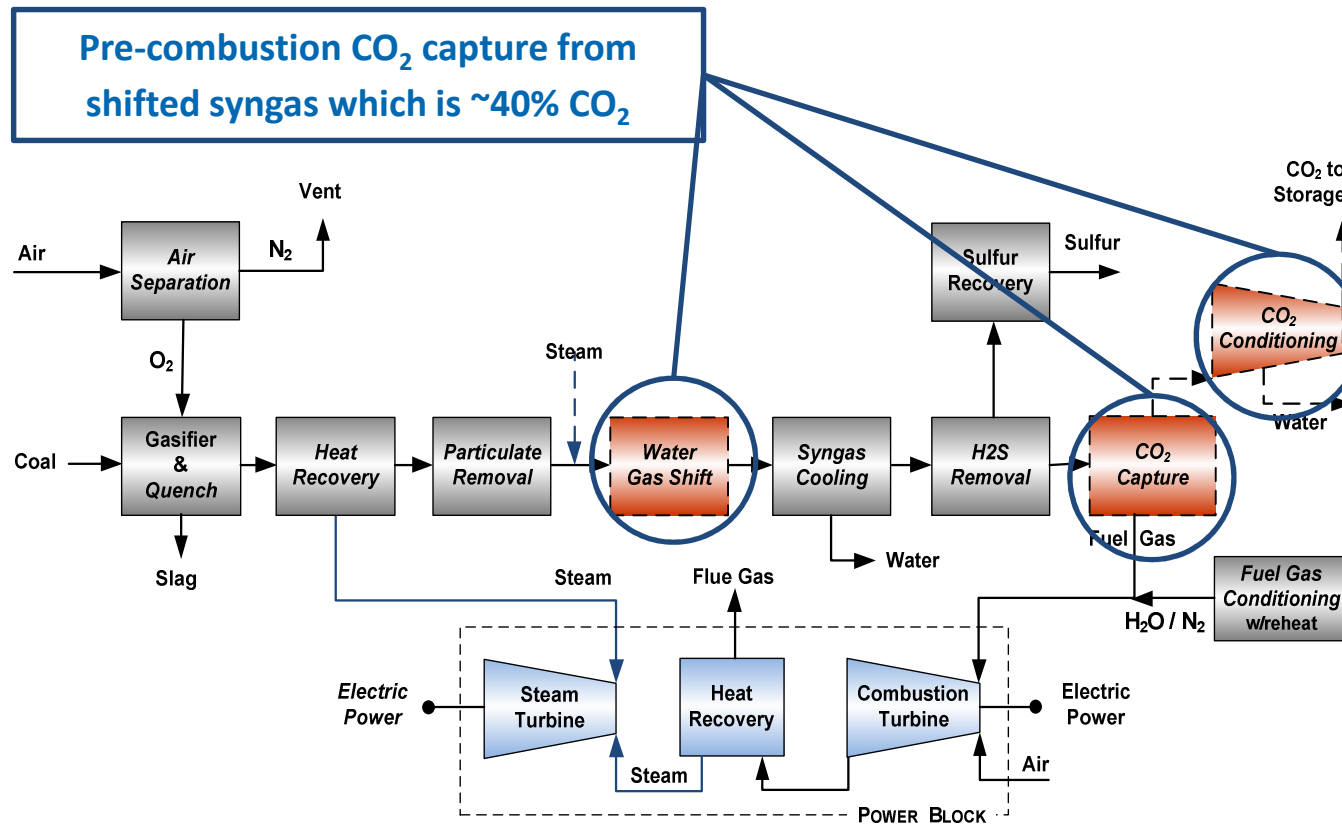 Pre-combustion CO₂ capture from
shifted syngas which is ~40% CO₂
CO₂ to
Storage
Vent
Air
Air
Separation
N₂
Sulfur
Recovery
Sulfur
CO₂
Conditioning
O₂
Steam
Water
Coal
Gasifier
&
Quench
Heat
Recovery
Particulate
Removal
Water
Gas Shift
Syngas
Cooling
H2S
Removal
CO₂
Capture
Fuel Gas
Slag
Water
Steam
Flue Gas
Fuel Gas
Conditioning
w/reheat
H₂O / N₂
Electric
Power
Steam
Turbine
Heat
Recovery
Combustion
Turbine
Electric
Power
Steam
Air
POWER BLOCK